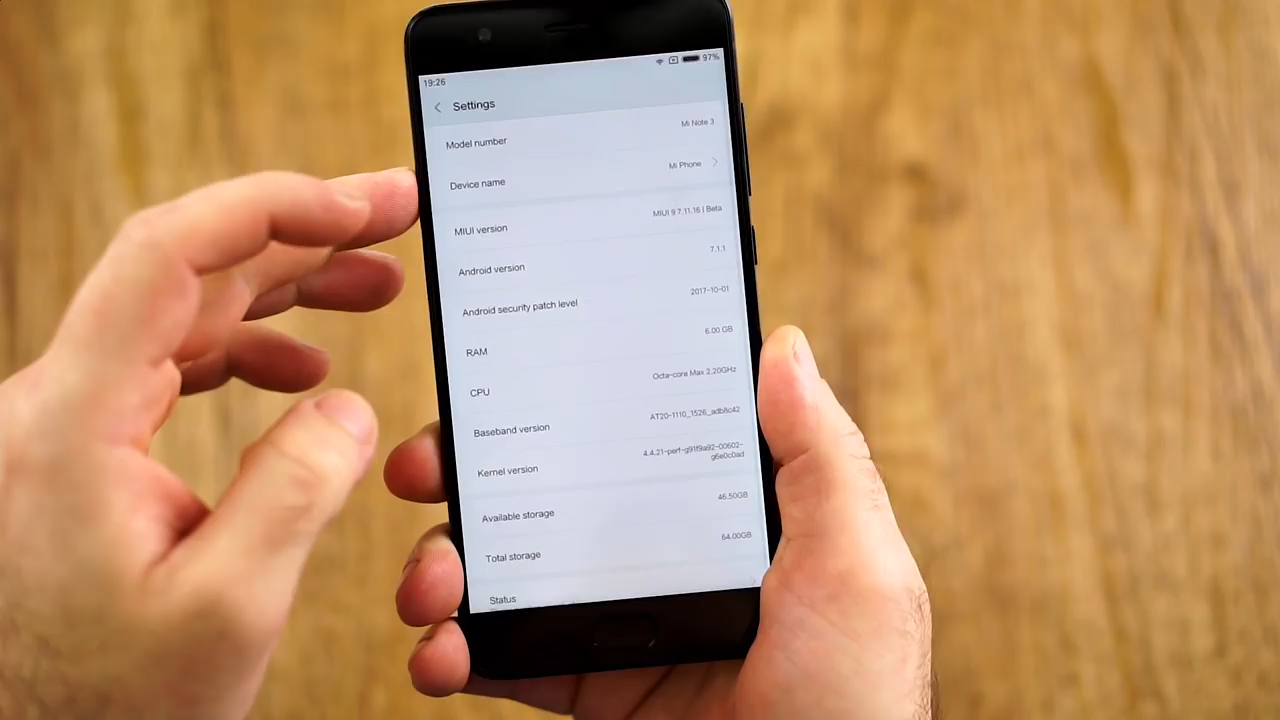 19:26 97%
Settings
Model number Mi Note 3
Device name Mi Phone
MIUI version MIUI 9 7.11.16 | Beta
Android version 7.1.1
Android security patch level 2017-10-01
RAM 6.00 GB
CPU Octa-core Max 2.20GHz
Baseband version AT20-1110_1526_adb8c42
Kernel version 4.4.21-perf-g91f9a92-00602-
g6e0c0ad
Available storage 46.50GB
Total storage 64.00GB
Status